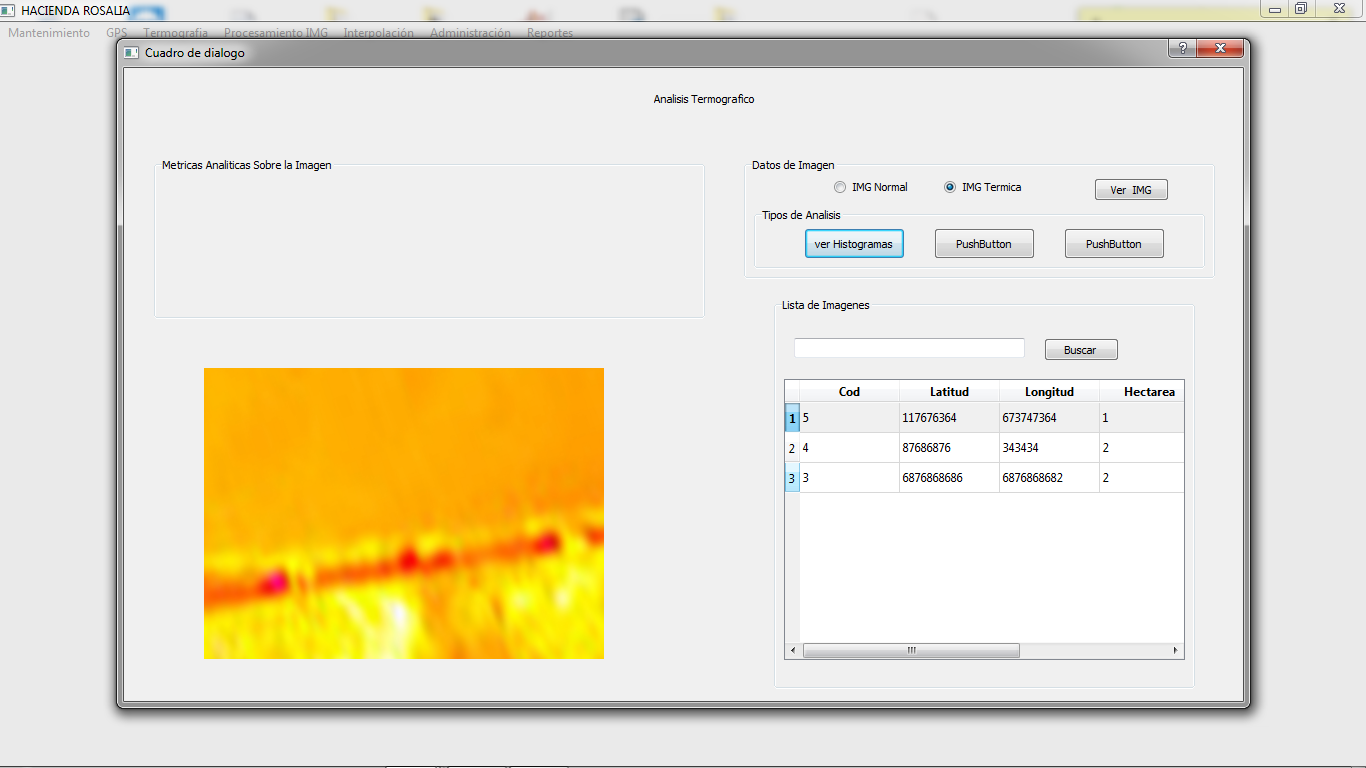 HACIENDA ROSALIA
Mantenimiento GPS Termografia Procesamiento IMG Interpolación Administración Reportes
Cuadro de dialogo
Analisis Termografico
Metricas Analiticas Sobre la Imagen
Datos de Imagen
IMG Normal IMG Termica Ver IMG
Tipos de Analisis
ver Histogramas PushButton PushButton
Lista de Imagenes
Buscar
Cod Latitud Longitud Hectarea
1 5 117676364 673747364 1
2 4 87686876 343434 2
3 3 6876868686 6876868682 2